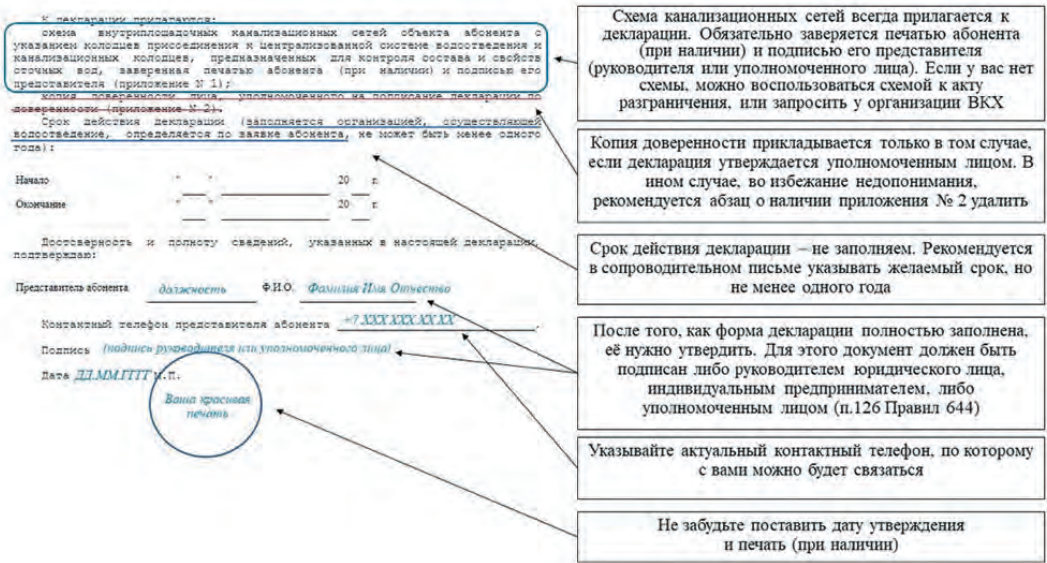 К декларации прилагаются:
схема внутриплощадочных канализационных сетей объекта абонента с
указанием колодцев присоединения к централизованной системе водоотведения и
канализационных колодцев, предназначенных для контроля состава и свойств
сточных вод, заверенная печатью абонента (при наличии) и подписью его
представителя (приложение N 1);
копия доверенности лица, уполномоченного на подписание декларации по
доверенности (приложение N 2).
Срок действия декларации (заполняется организацией, осуществляющей
водоотведение, определяется по заявке абонента, не может быть менее одного
года):
Начало " " 20 г.
Окончание " " 20 г.
Достоверность и полноту сведений, указанных в настоящей декларации,
подтверждаю:
Представитель абонента должность Ф.И.О. Фамилия Имя Отчество
Контактный телефон представителя абонента +7 XXX XXX XX XX.
Подпись (подпись руководителя или уполномоченного лица)
Дата ДД.ММ.ГГГГ М.П.
Ваша красивая
печать
Схема канализационных сетей всегда прилагается к
декларации. Обязательно заверяется печатью абонента
(при наличии) и подписью его представителя
(руководителя или уполномоченного лица). Если у вас нет
схемы, можно воспользоваться схемой к акту
разграничения, или запросить у организации ВКХ
Копия доверенности прикладывается только в том случае,
если декларация утверждается уполномоченным лицом. В
ином случае, во избежание недопонимания,
рекомендуется абзац о наличии приложения № 2 удалить
Срок действия декларации – не заполняем. Рекомендуется
в сопроводительном письме указывать желаемый срок, но
не менее одного года
После того, как форма декларации полностью заполнена,
её нужно утвердить. Для этого документ должен быть
подписан либо руководителем юридического лица,
индивидуальным предпринимателем, либо
уполномоченным лицом (п.126 Правил 644)
Указывайте актуальный контактный телефон, по которому
с вами можно будет связаться
Не забудьте поставить дату утверждения
и печать (при наличии)